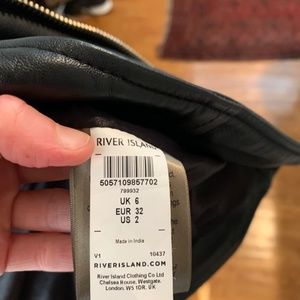 RIVER ISLAND
5057109857702
799932
UK 6
EUR 32
US 2
Made in India
V1 10437
RIVERISLAND.COM
River Island Clothing Co Ltd
Chelsea House, Westgate,
London. W5 1DR. UK